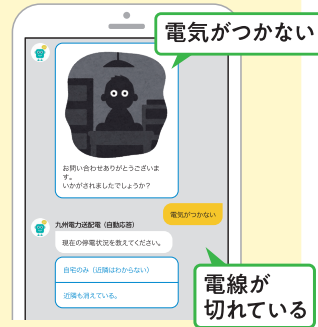 電気がつかない
お問い合わせありがとうございま
す。
いかがされましたでしょうか？
電気がつかない
九州電力送配電（自動応答）
現在の停電状況を教えてください。
自宅のみ（近隣はわからない）
近隣も消えている。
電線が
切れている